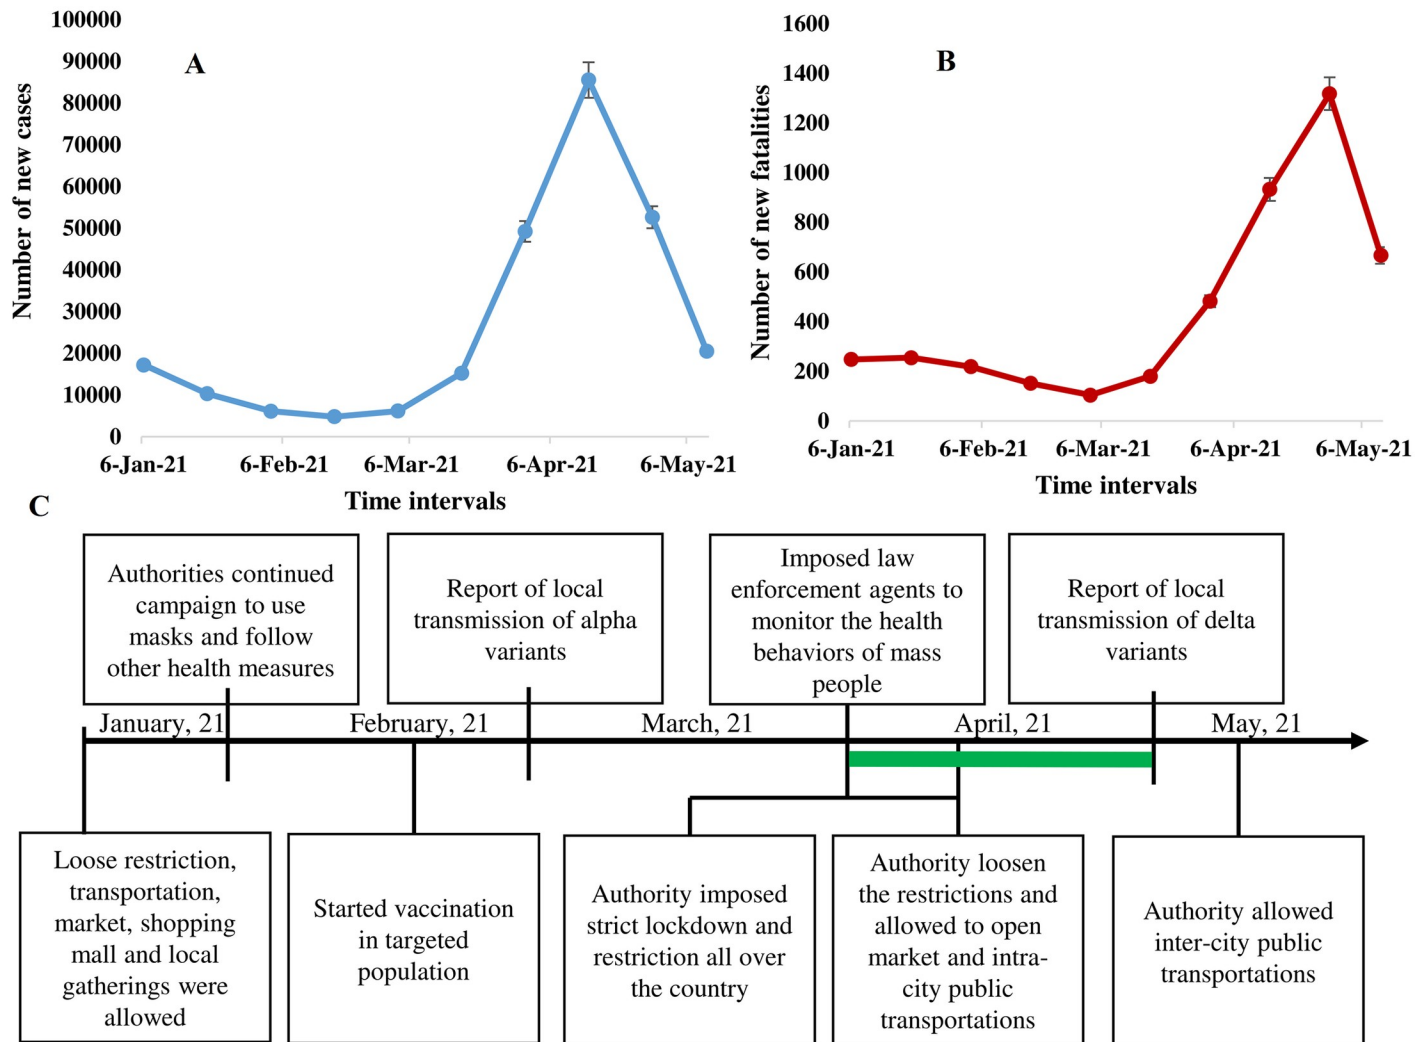 A
Number of new cases
100000
90000
80000
70000
60000
50000
40000
30000
20000
10000
0
6-Jan-21
6-Feb-21
6-Mar-21
6-Apr-21
6-May-21
Time intervals
B
Number of new fatalities
1600
1400
1200
1000
800
600
400
200
0
6-Jan-21
6-Feb-21
6-Mar-21
6-Apr-21
6-May-21
Time intervals
C
Authorities continued
campaign to use
masks and follow
other health measures
Report of local
transmission of alpha
variants
Imposed law
enforcement agents to
monitor the health
behaviors of mass
people
Report of local
transmission of delta
variants
January, 21
February, 21
March, 21
April, 21
May, 21
Loose restriction,
transportation,
market, shopping
mall and local
gatherings were
allowed
Started vaccination
in targeted
population
Authority imposed
strict lockdown and
restriction all over
the country
Authority loosen
the restrictions and
allowed to open
market and intra-
city public
transportations
Authority allowed
inter-city public
transportations